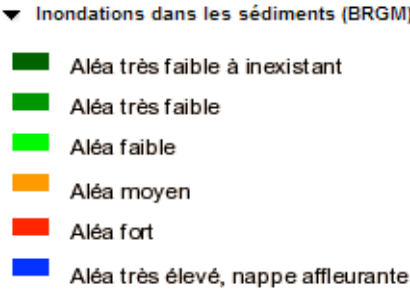 Inondations dans les sédiments (BRGM)
Aléa très faible à inexistant
Aléa très faible
Aléa faible
Aléa moyen
Aléa fort
Aléa très élevé, nappe affleurante